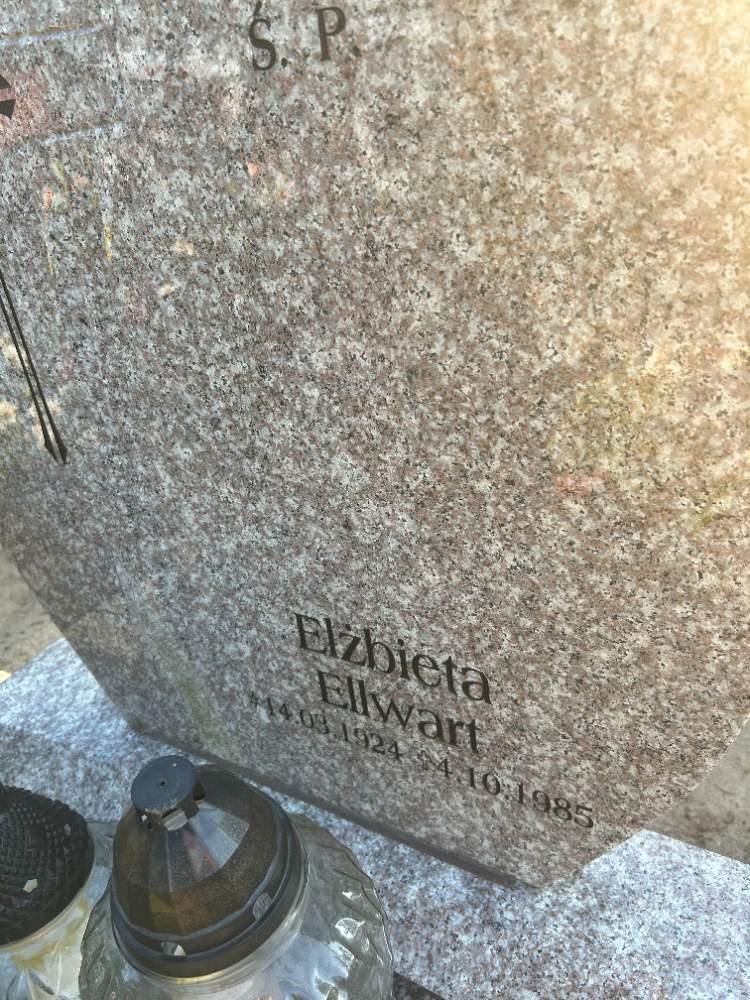 Ś. P.
Elżbieta
Ellwart
*14.03.1924 ✝4.10.1985